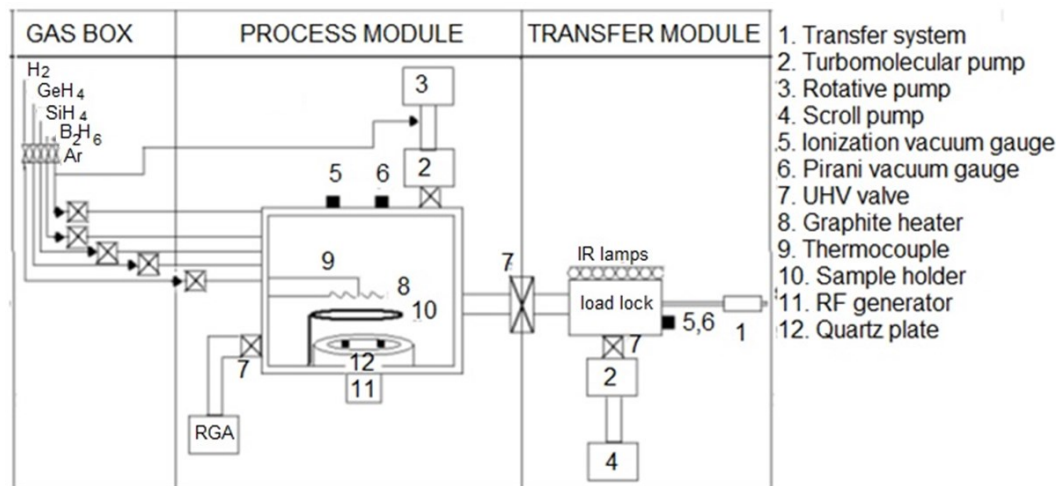 GAS BOX
PROCESS MODULE
TRANSFER MODULE
H2
GeH4
SiH4
B2H6
Ar
3
2
5
6
9
8
10
12
11
7
RGA
7
IR lamps
load lock
5,6
1
7
2
4
1. Transfer system
2. Turbomolecular pump
3. Rotative pump
4. Scroll pump
5. Ionization vacuum gauge
6. Pirani vacuum gauge
7. UHV valve
8. Graphite heater
9. Thermocouple
10. Sample holder
11. RF generator
12. Quartz plate